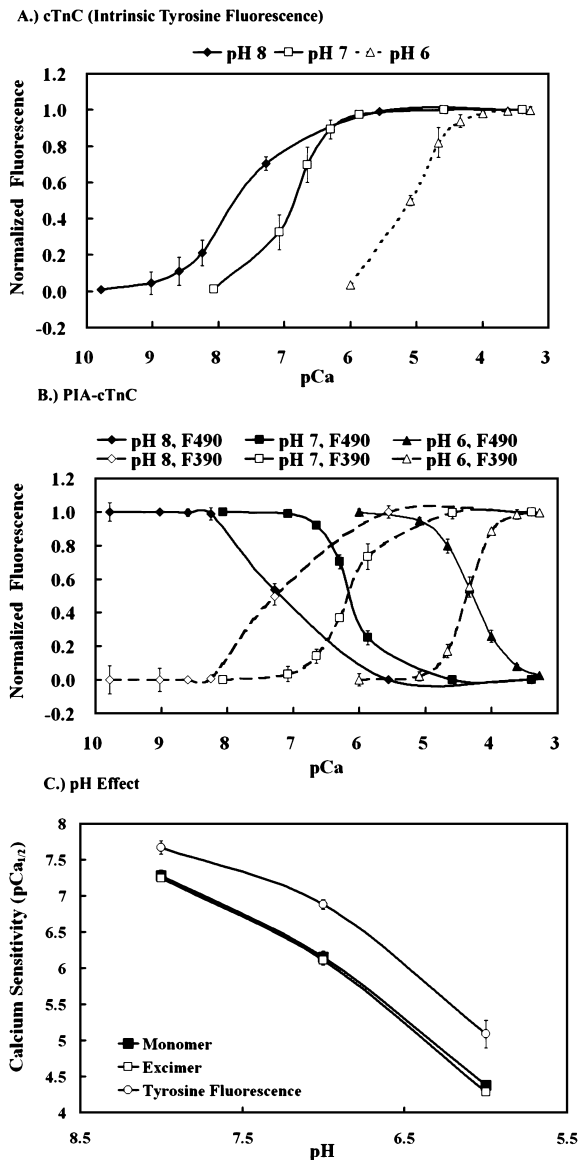 A.) cTnC (Intrinsic Tyrosine Fluorescence)
pH 8 pH 7 pH 6
Normalized Fluorescence
1.2
1.0
0.8
0.6
0.4
0.2
0.0
-0.2
10 9 8 7 6 5 4 3
pCa
B.) PIA-cTnC
pH 8, F490 pH 7, F490 pH 6, F490
pH 8, F390 pH 7, F390 pH 6, F390
Normalized Fluorescence
1.2
1.0
0.8
0.6
0.4
0.2
0.0
-0.2
10 9 8 7 6 5 4 3
pCa
C.) pH Effect
Calcium Sensitivity (pCa1/2)
8
7.5
7
6.5
6
5.5
5
4.5
4
Monomer
Excimer
Tyrosine Fluorescence
8.5 7.5 6.5 5.5
pH